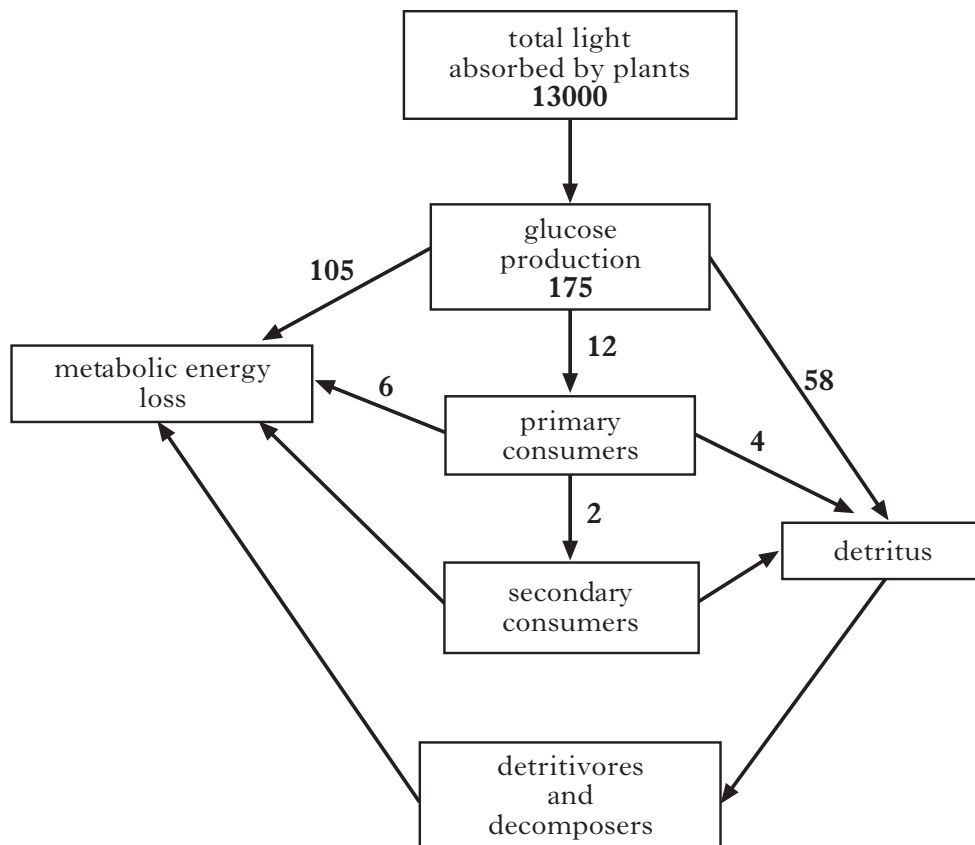 total light
absorbed by plants
13000
glucose
production
175
105
12
58
metabolic energy
loss
6
primary
consumers
4
2
detritus
secondary
consumers
detritivores
and
decomposers